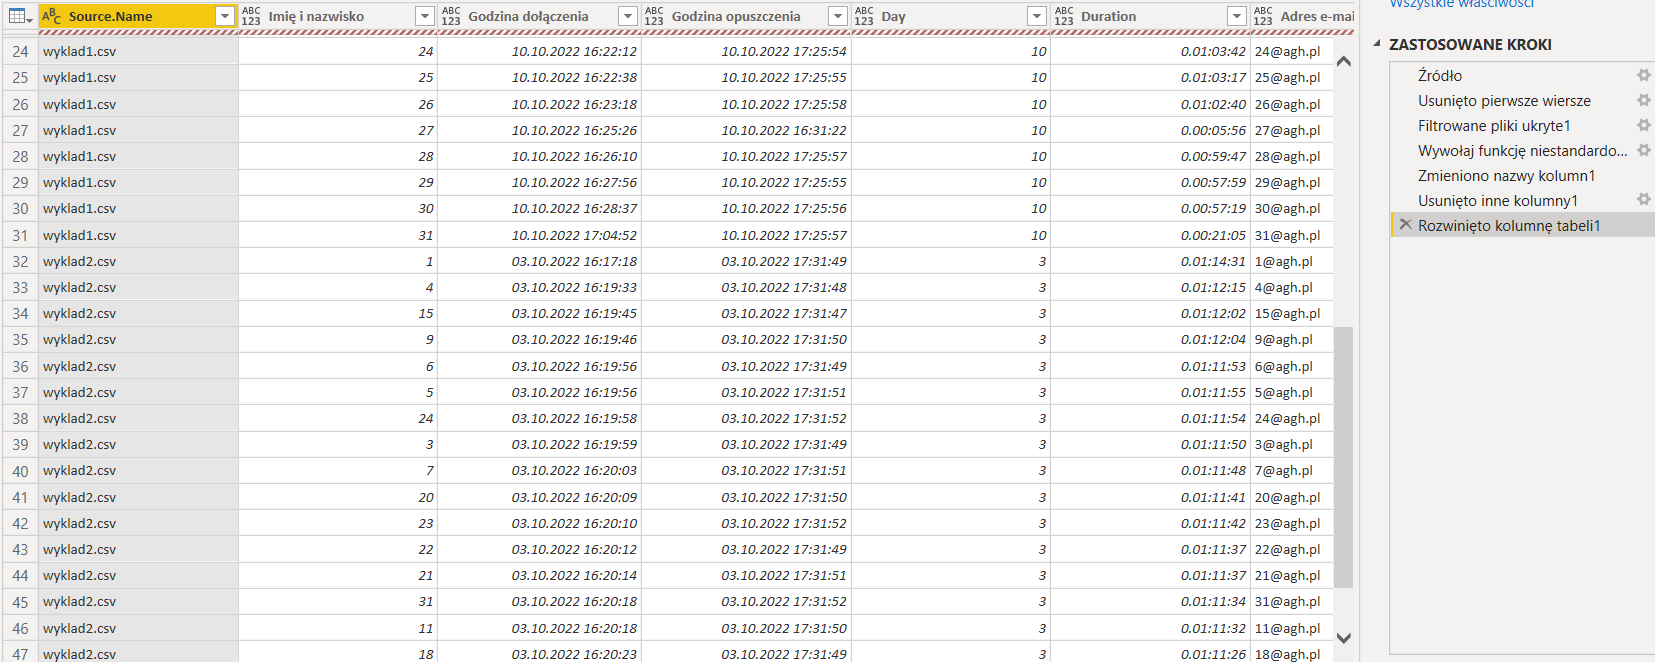 Source.Name Imię i nazwisko Godzina dołączenia Godzina opuszczenia Day Duration Adres e-mai
24 wyklad1.csv 24 10.10.2022 16:22:12 10.10.2022 17:25:54 10 0.01:03:42 24@agh.pl
25 wyklad1.csv 25 10.10.2022 16:22:38 10.10.2022 17:25:55 10 0.01:03:17 25@agh.pl
26 wyklad1.csv 26 10.10.2022 16:23:18 10.10.2022 17:25:58 10 0.01:02:40 26@agh.pl
27 wyklad1.csv 27 10.10.2022 16:25:26 10.10.2022 16:31:22 10 0.00:05:56 27@agh.pl
28 wyklad1.csv 28 10.10.2022 16:26:10 10.10.2022 17:25:57 10 0.00:59:47 28@agh.pl
29 wyklad1.csv 29 10.10.2022 16:27:56 10.10.2022 17:25:55 10 0.00:57:59 29@agh.pl
30 wyklad1.csv 30 10.10.2022 16:28:37 10.10.2022 17:25:56 10 0.00:57:19 30@agh.pl
31 wyklad1.csv 31 10.10.2022 17:04:52 10.10.2022 17:25:57 10 0.00:21:05 31@agh.pl
32 wyklad2.csv 1 03.10.2022 16:17:18 03.10.2022 17:31:49 3 0.01:14:31 1@agh.pl
33 wyklad2.csv 4 03.10.2022 16:19:33 03.10.2022 17:31:48 3 0.01:12:15 4@agh.pl
34 wyklad2.csv 15 03.10.2022 16:19:45 03.10.2022 17:31:47 3 0.01:12:02 15@agh.pl
35 wyklad2.csv 9 03.10.2022 16:19:46 03.10.2022 17:31:50 3 0.01:12:04 9@agh.pl
36 wyklad2.csv 6 03.10.2022 16:19:56 03.10.2022 17:31:49 3 0.01:11:53 6@agh.pl
37 wyklad2.csv 5 03.10.2022 16:19:56 03.10.2022 17:31:51 3 0.01:11:55 5@agh.pl
38 wyklad2.csv 24 03.10.2022 16:19:58 03.10.2022 17:31:52 3 0.01:11:54 24@agh.pl
39 wyklad2.csv 3 03.10.2022 16:19:59 03.10.2022 17:31:49 3 0.01:11:50 3@agh.pl
40 wyklad2.csv 7 03.10.2022 16:20:03 03.10.2022 17:31:51 3 0.01:11:48 7@agh.pl
41 wyklad2.csv 20 03.10.2022 16:20:09 03.10.2022 17:31:50 3 0.01:11:41 20@agh.pl
42 wyklad2.csv 23 03.10.2022 16:20:10 03.10.2022 17:31:52 3 0.01:11:42 23@agh.pl
43 wyklad2.csv 22 03.10.2022 16:20:12 03.10.2022 17:31:49 3 0.01:11:37 22@agh.pl
44 wyklad2.csv 21 03.10.2022 16:20:14 03.10.2022 17:31:51 3 0.01:11:37 21@agh.pl
45 wyklad2.csv 31 03.10.2022 16:20:18 03.10.2022 17:31:52 3 0.01:11:34 31@agh.pl
46 wyklad2.csv 11 03.10.2022 16:20:18 03.10.2022 17:31:50 3 0.01:11:32 11@agh.pl
47 wyklad2.csv 18 03.10.2022 16:20:23 03.10.2022 17:31:49 3 0.01:11:26 18@agh.pl
Wszystkie właściwości
ZASTOSOWANE KROKI
Źródło
Usunięto pierwsze wiersze
Filtrowane pliki ukryte1
Wywołaj funkcję niestandardo...
Zmieniono nazwy kolumn1
Usunięto inne kolumny1
Rozwinięto kolumnę tabeli1